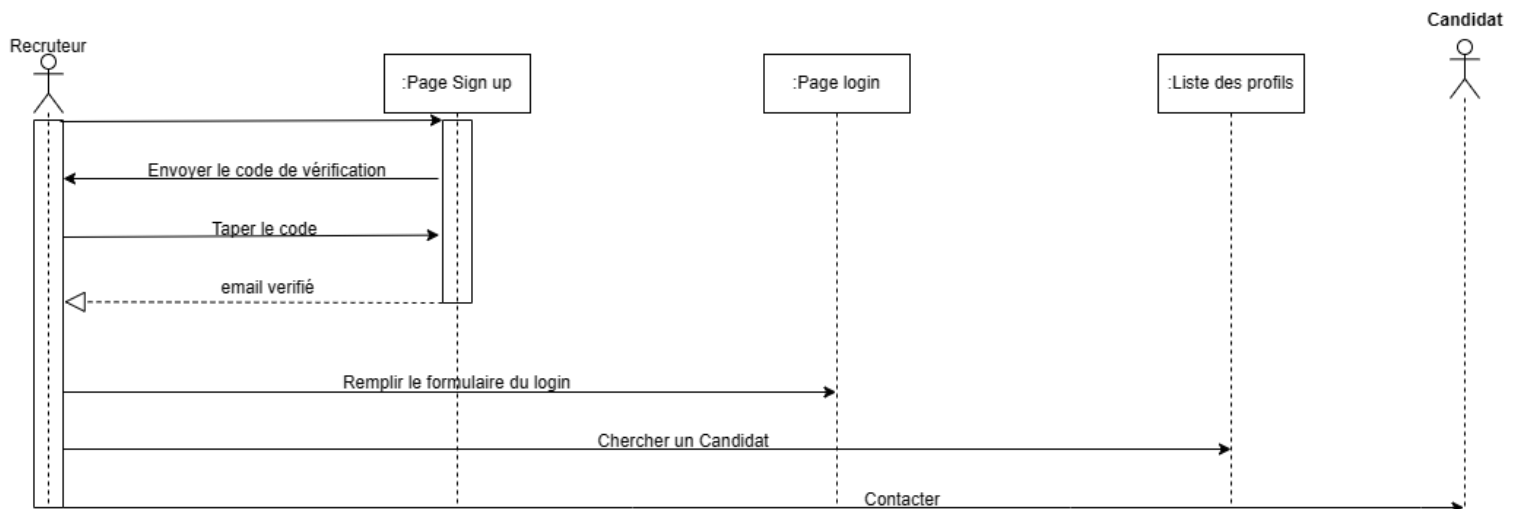 Candidat
Recruteur
:Page Sign up
:Page login
:Liste des profils
Envoyer le code de vérification
Taper le code
email verifié
Remplir le formulaire du login
Chercher un Candidat
Contacter